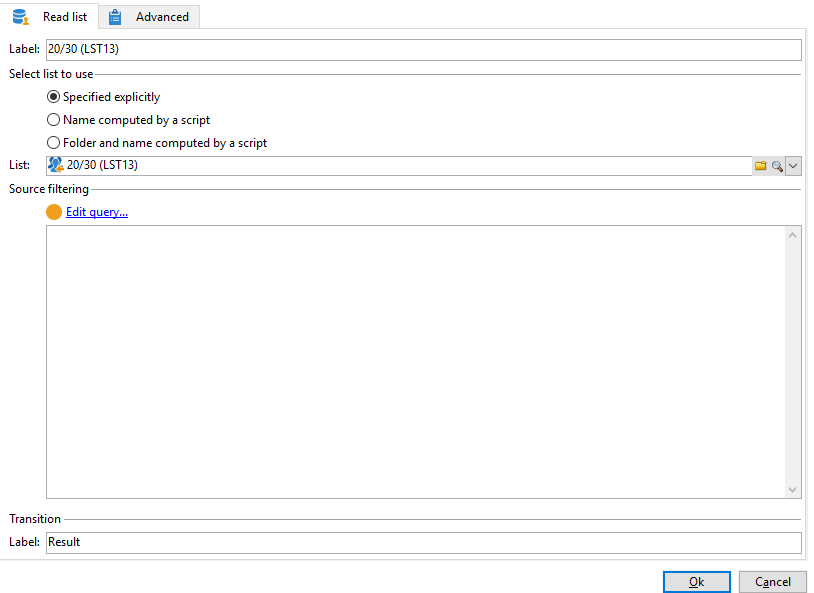 Read list Advanced
Label: 20/30 (LST13)
Select list to use
Specified explicitly
Name computed by a script
Folder and name computed by a script
List: 20/30 (LST13)
Source filtering
Edit query...
Transition
Label: Result
Ok Cancel